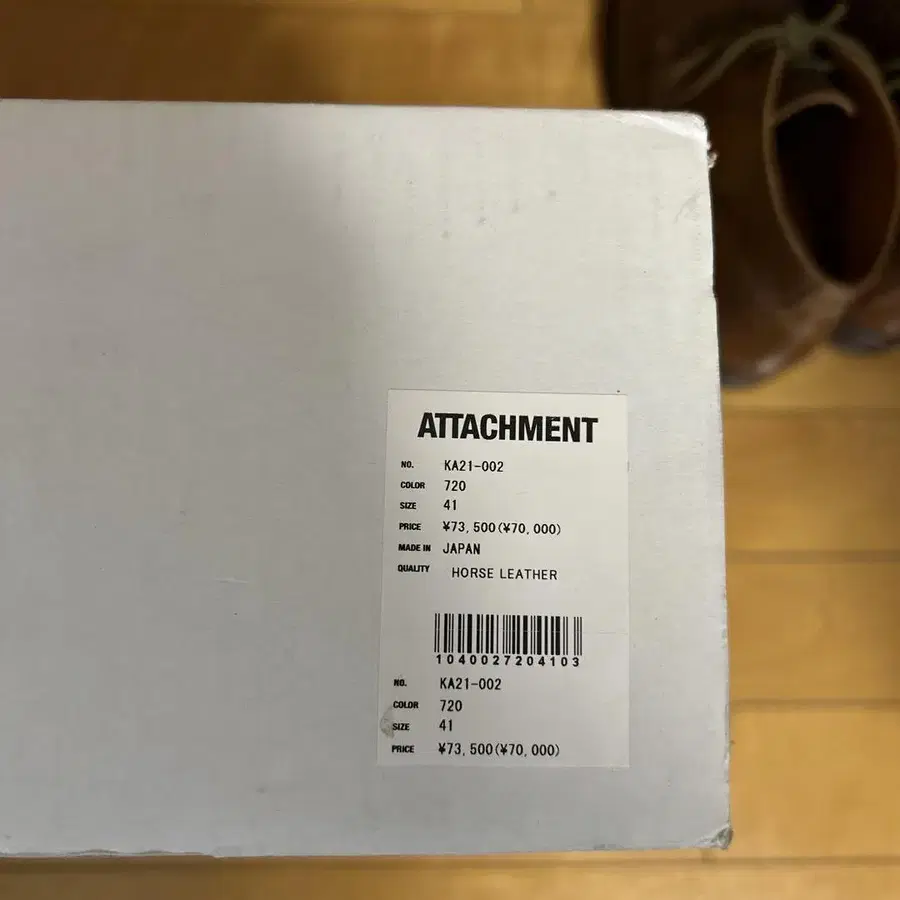 ATTACHMENT
NO. KA21-002
COLOR 720
SIZE 41
PRICE ¥73,500(¥70,000)
MADE IN JAPAN
QUALITY HORSE LEATHER
1040027204103
NO. KA21-002
COLOR 720
SIZE 41
PRICE ¥73,500(¥70,000)